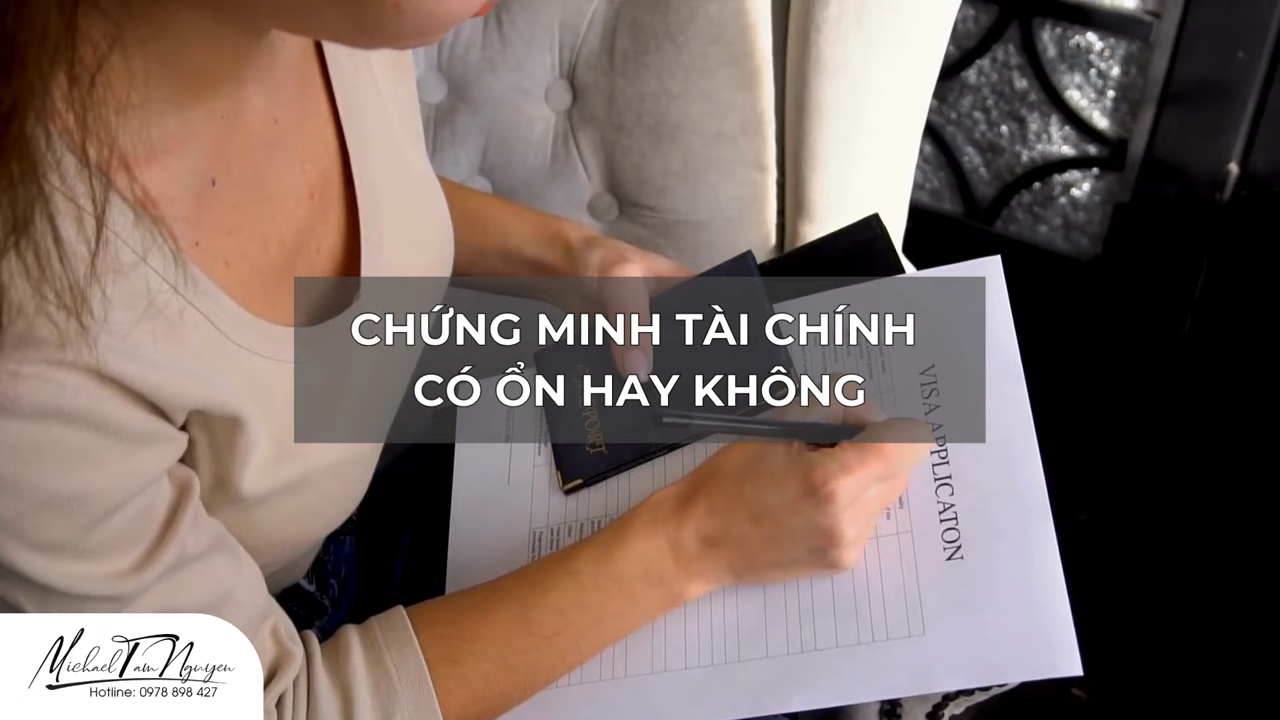 CHỨNG MINH TÀI CHÍNH
CÓ ỔN HAY KHÔNG
PASSPORT
VISA APPLICATON
Michael Tam Nguyen
Hotline: 0978 898 427